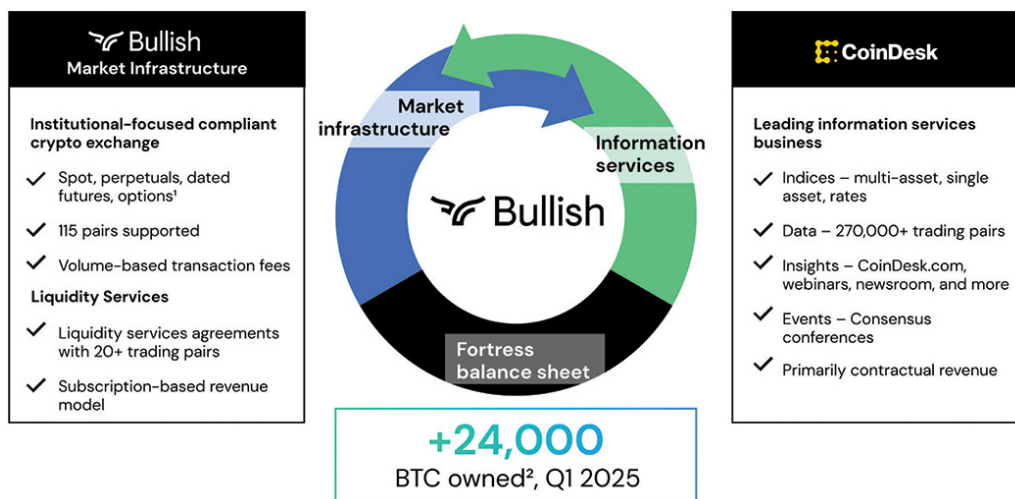 Bullish
Market Infrastructure
Institutional-focused compliant
crypto exchange
✓ Spot, perpetuals, dated
futures, options¹
✓ 115 pairs supported
✓ Volume-based transaction fees
Liquidity Services
✓ Liquidity services agreements
with 20+ trading pairs
✓ Subscription-based revenue
model
Market
infrastructure
Information
services
Bullish
Fortress
balance sheet
+24,000
BTC owned², Q1 2025
CoinDesk
Leading information services
business
✓ Indices – multi-asset, single
asset, rates
✓ Data – 270,000+ trading pairs
✓ Insights – CoinDesk.com,
webinars, newsroom, and more
✓ Events – Consensus
conferences
✓ Primarily contractual revenue